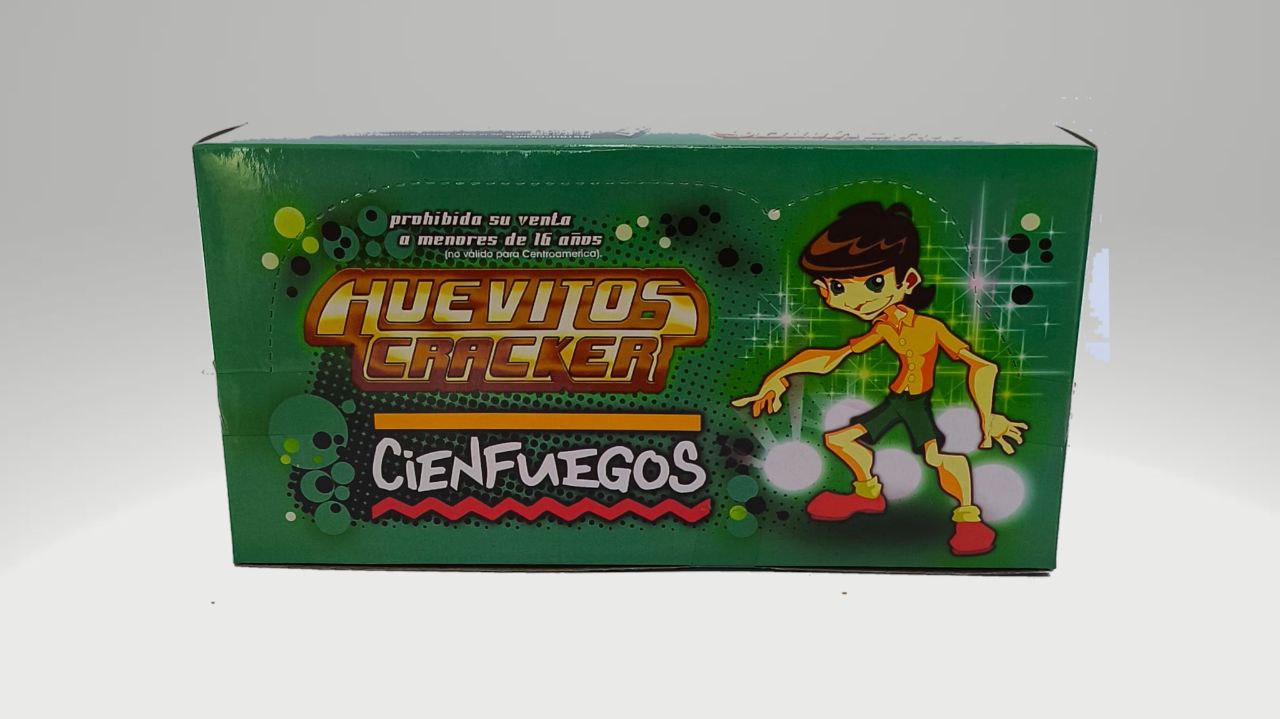 prohibida su venta
a menores de 16 años
(no válido para Centroamerica).
HUEVITOS
CRACKER
CIENFUEGOS